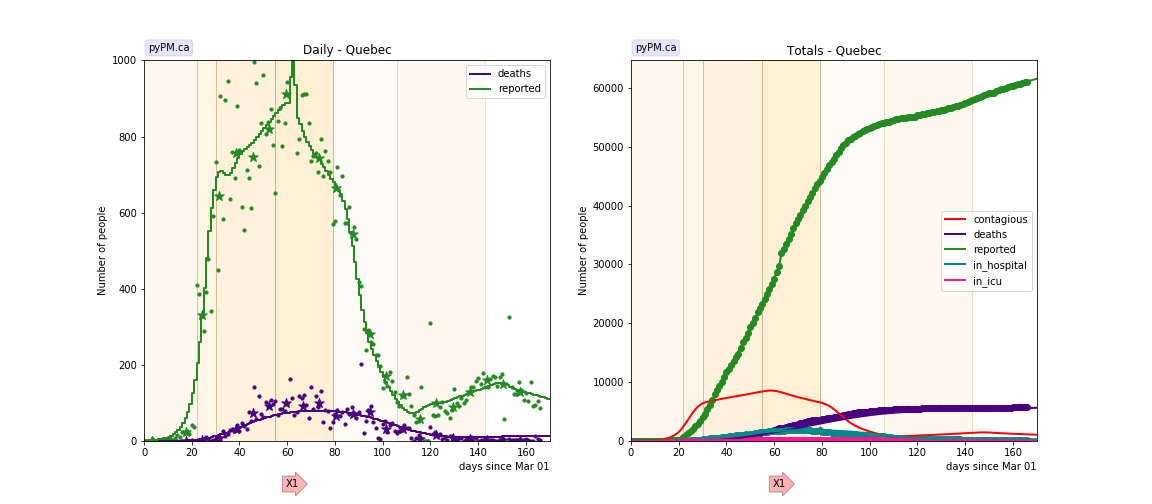 pyPM.ca
Daily - Quebec
Number of people
1000
800
600
400
200
0
deaths
reported
0 20 40 60 80 100 120 140 160
days since Mar 01
X1
pyPM.ca
Totals - Quebec
Number of people
60000
50000
40000
30000
20000
10000
0
contagious
deaths
reported
in_hospital
in_icu
0 20 40 60 80 100 120 140 160
days since Mar 01
X1